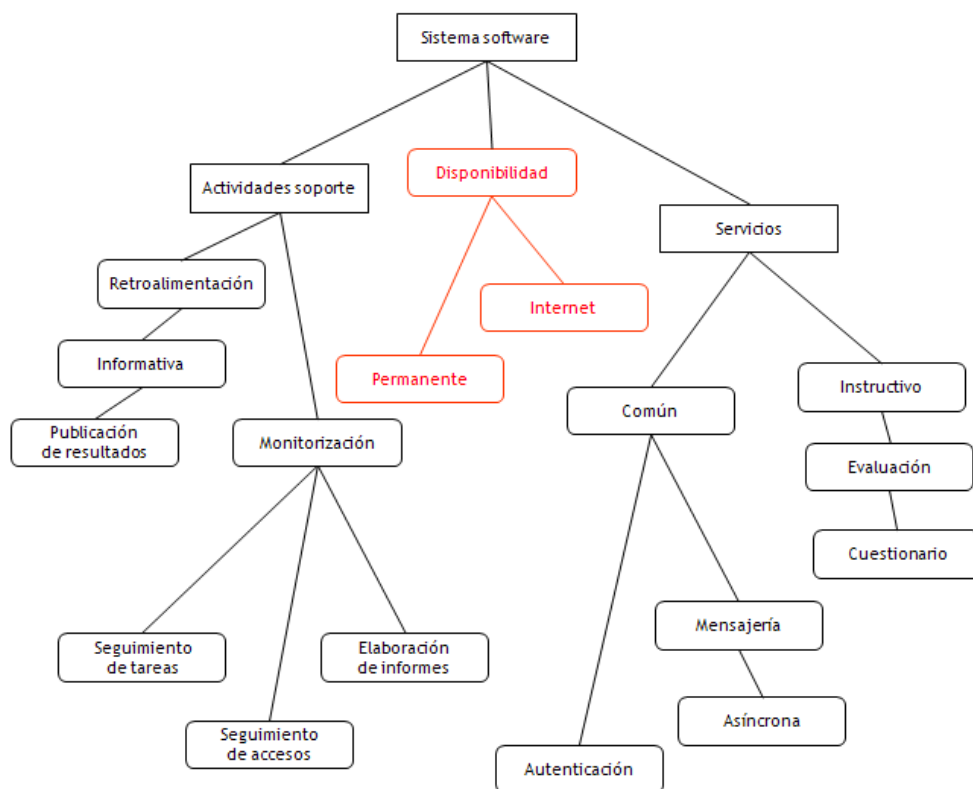 Sistema software
Disponibilidad
Actividades soporte
Servicios
Retroalimentación
Internet
Informativa
Permanente
Instructivo
Común
Publicación
de resultados
Monitorización
Evaluación
Cuestionario
Mensajería
Seguimiento
de tareas
Elaboración
de informes
Asíncrona
Seguimiento
de accesos
Autenticación